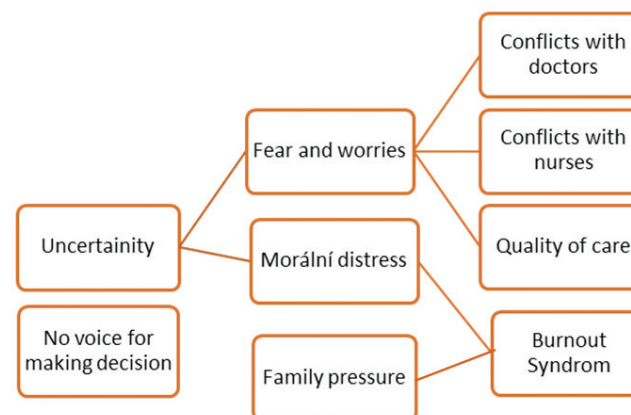 Conflicts with
doctors
Fear and worries
Conflicts with
nurses
Uncertainity
Morální distress
Quality of care
No voice for
making decision
Family pressure
Burnout
Syndrom